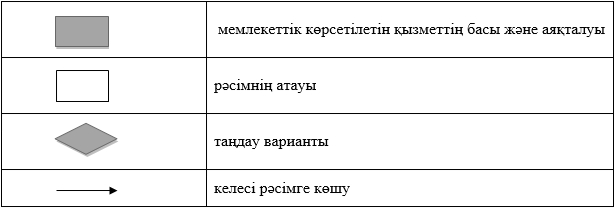 мемлекеттік көрсетілетін қызметтің басы және аяқталуы
рәсімнің атауы
таңдау варианты
келесі рәсімге көшу